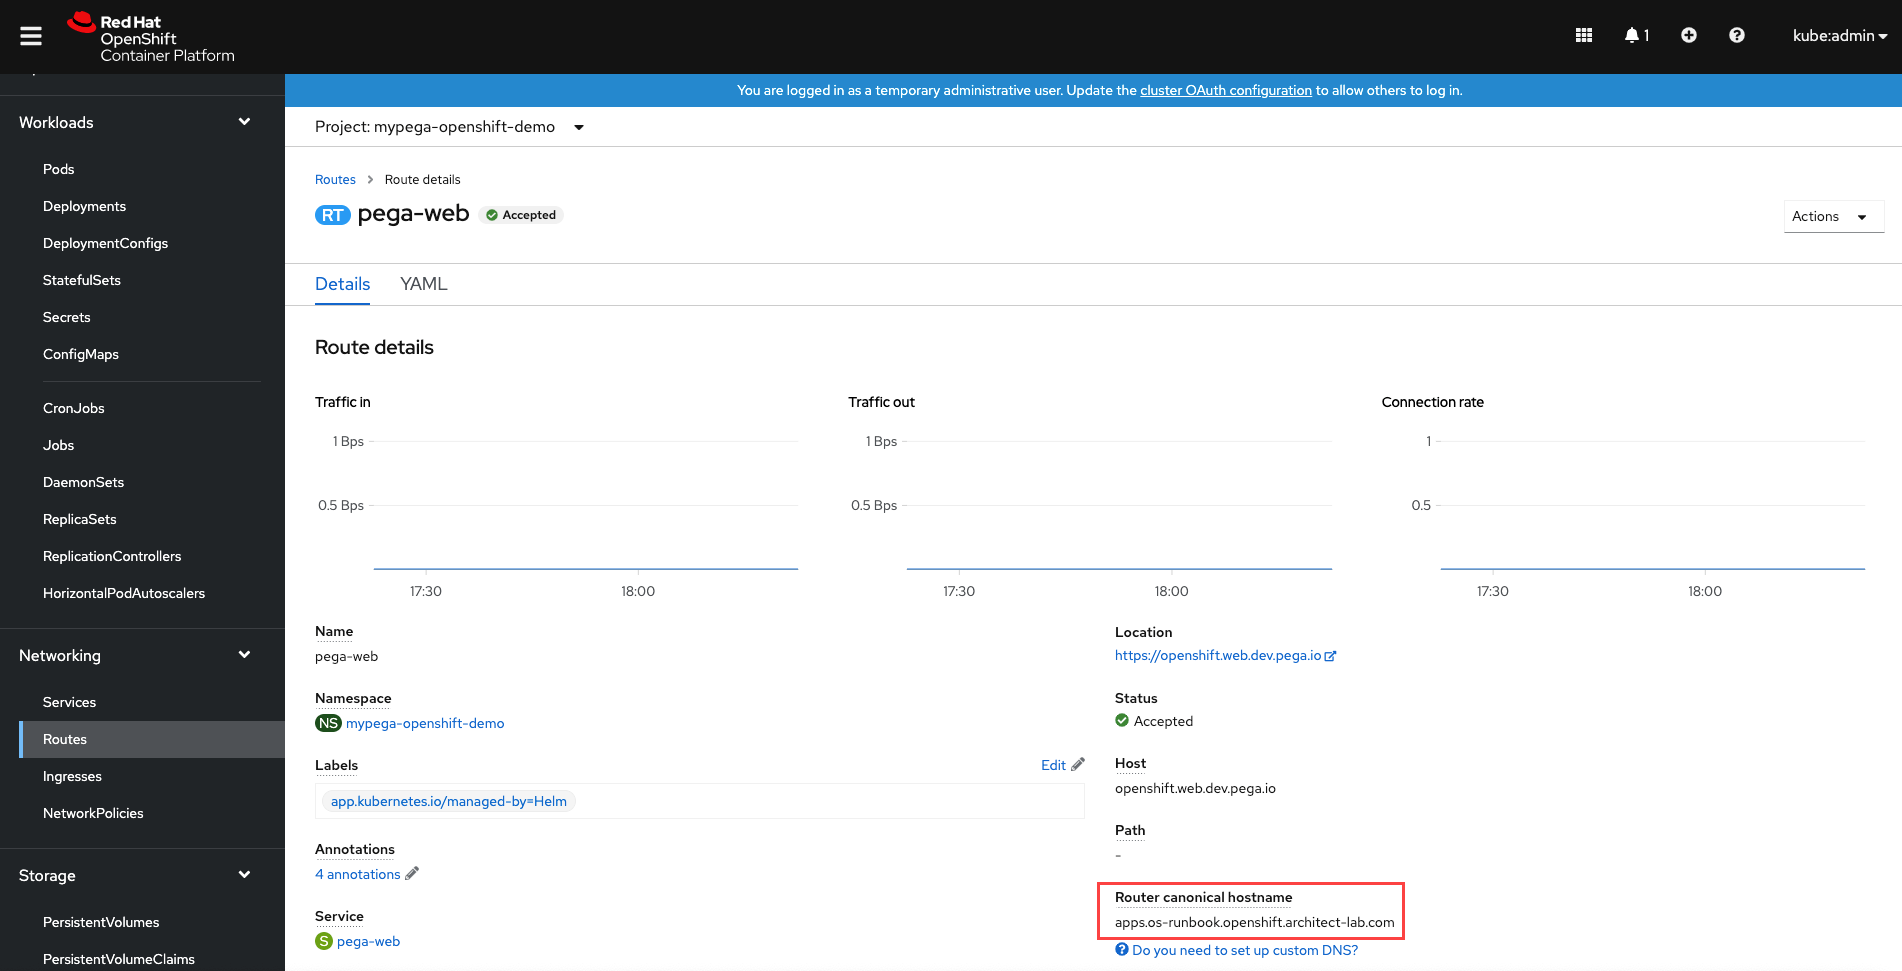 Red Hat
OpenShift
Container Platform
1
kube:admin
You are logged in as a temporary administrative user. Update the cluster OAuth configuration to allow others to log in.
Workloads
Pods
Deployments
DeploymentConfigs
StatefulSets
Secrets
ConfigMaps
CronJobs
Jobs
DaemonSets
ReplicaSets
ReplicationControllers
HorizontalPodAutoscalers
Networking
Services
Routes
Ingresses
NetworkPolicies
Storage
PersistentVolumes
PersistentVolumeClaims
Project: mypega-openshift-demo
Routes > Route details
RT pega-web Accepted
Actions
Details YAML
Route details
Traffic in
1 Bps
0.5 Bps
17:30 18:00
Traffic out
1 Bps
0.5 Bps
17:30 18:00
Connection rate
1
0.5
17:30 18:00
Name
pega-web
Namespace
NS mypega-openshift-demo
Labels Edit
app.kubernetes.io/managed-by=Helm
Annotations
4 annotations
Service
S pega-web
Location
https://openshift.web.dev.pega.io
Status
Accepted
Host
openshift.web.dev.pega.io
Path
-
Router canonical hostname
apps.os-runbook.openshift.architect-lab.com
Do you need to set up custom DNS?